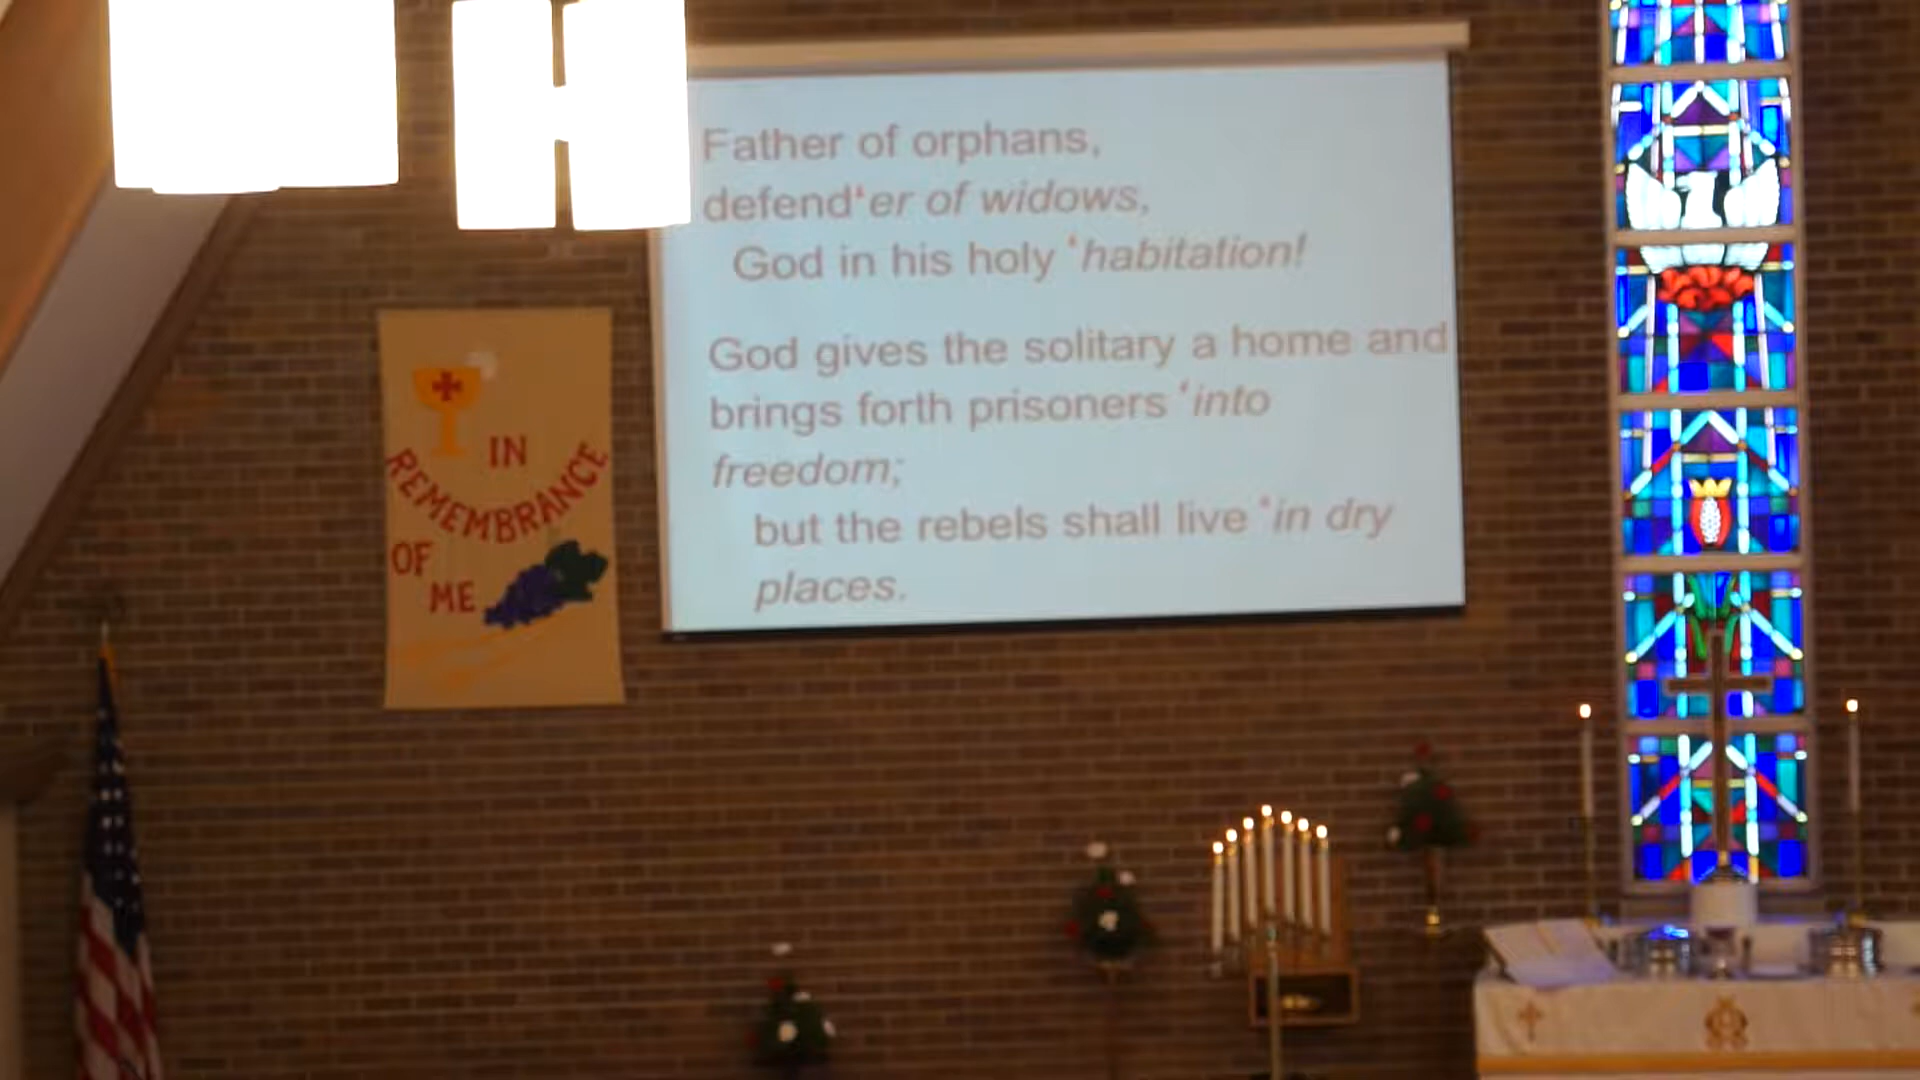 Father of orphans,
defend'er of widows,
God in his holy 'habitation!
God gives the solitary a home and
brings forth prisoners 'into
freedom;
but the rebels shall live 'in dry
places.
IN
REMEMBRANCE
OF
ME